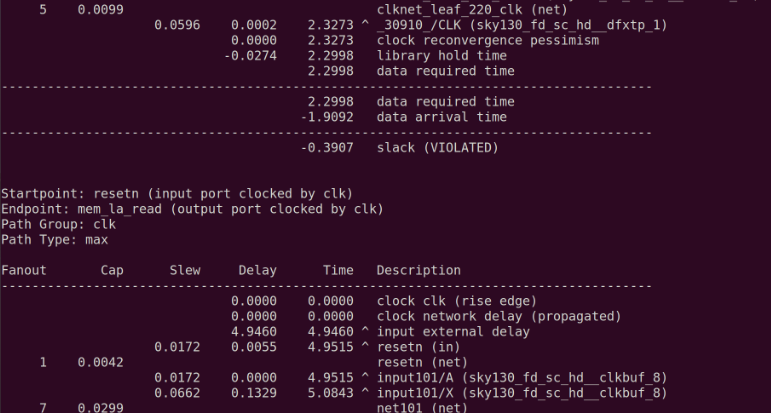 5 0.0099 clknet_leaf_220_clk (net)
0.0596 0.0002 2.3273 ^ _30910_/CLK (sky130_fd_sc_hd__dfxtp_1)
0.0000 2.3273 clock reconvergence pessimism
-0.0274 2.2998 library hold time
2.2998 data required time
-------------------------------------------------------------------------------------
2.2998 data required time
-1.9092 data arrival time
-------------------------------------------------------------------------------------
-0.3907 slack (VIOLATED)
Startpoint: resetn (input port clocked by clk)
Endpoint: mem_la_read (output port clocked by clk)
Path Group: clk
Path Type: max
Fanout Cap Slew Delay Time Description
-------------------------------------------------------------------------------------
0.0000 0.0000 clock clk (rise edge)
0.0000 0.0000 clock network delay (propagated)
4.9460 4.9460 ^ input external delay
0.0172 0.0055 4.9515 ^ resetn (in)
1 0.0042 resetn (net)
0.0172 0.0000 4.9515 ^ input101/A (sky130_fd_sc_hd__clkbuf_8)
0.0662 0.1329 5.0843 ^ input101/X (sky130_fd_sc_hd__clkbuf_8)
7 0.0299 net101 (net)